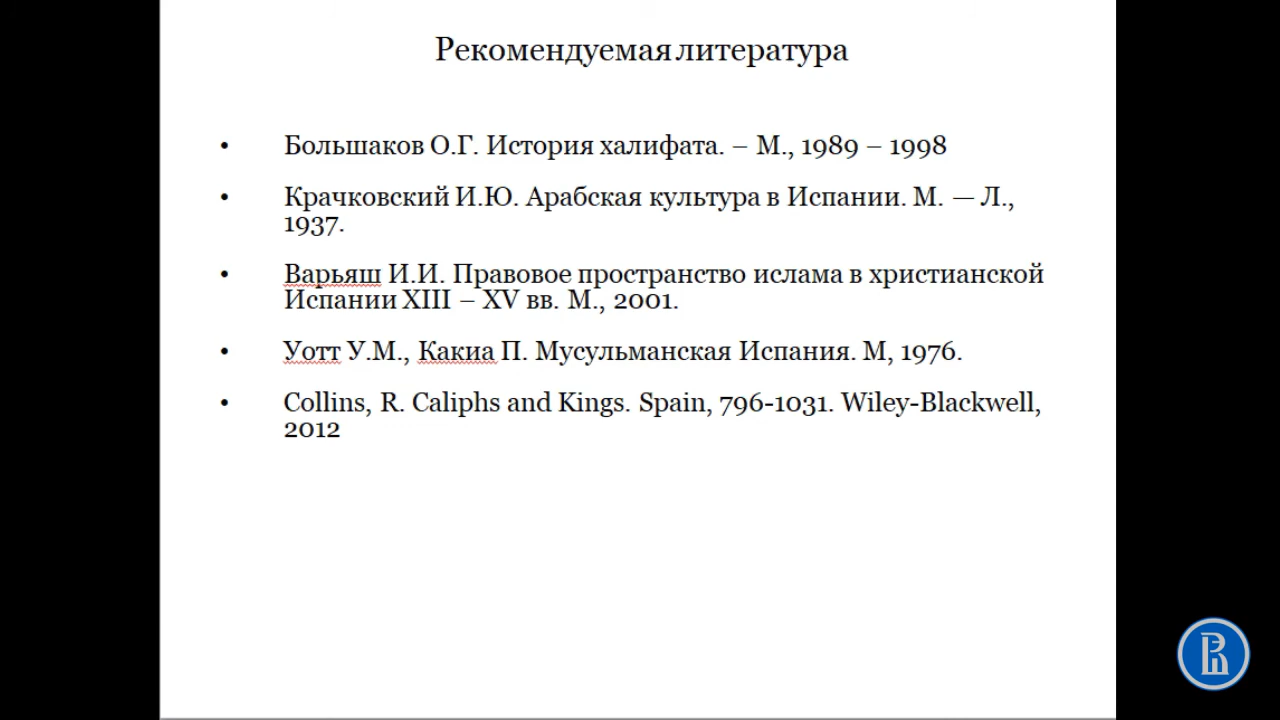 Рекомендуемая литература
• Большаков О.Г. История халифата. – М., 1989 – 1998
• Крачковский И.Ю. Арабская культура в Испании. М. — Л.,
1937.
• Варьяш И.И. Правовое пространство ислама в христианской
Испании XIII – XV вв. М., 2001.
• Уотт У.М., Какиа П. Мусульманская Испания. М, 1976.
• Collins, R. Caliphs and Kings. Spain, 796-1031. Wiley-Blackwell,
2012